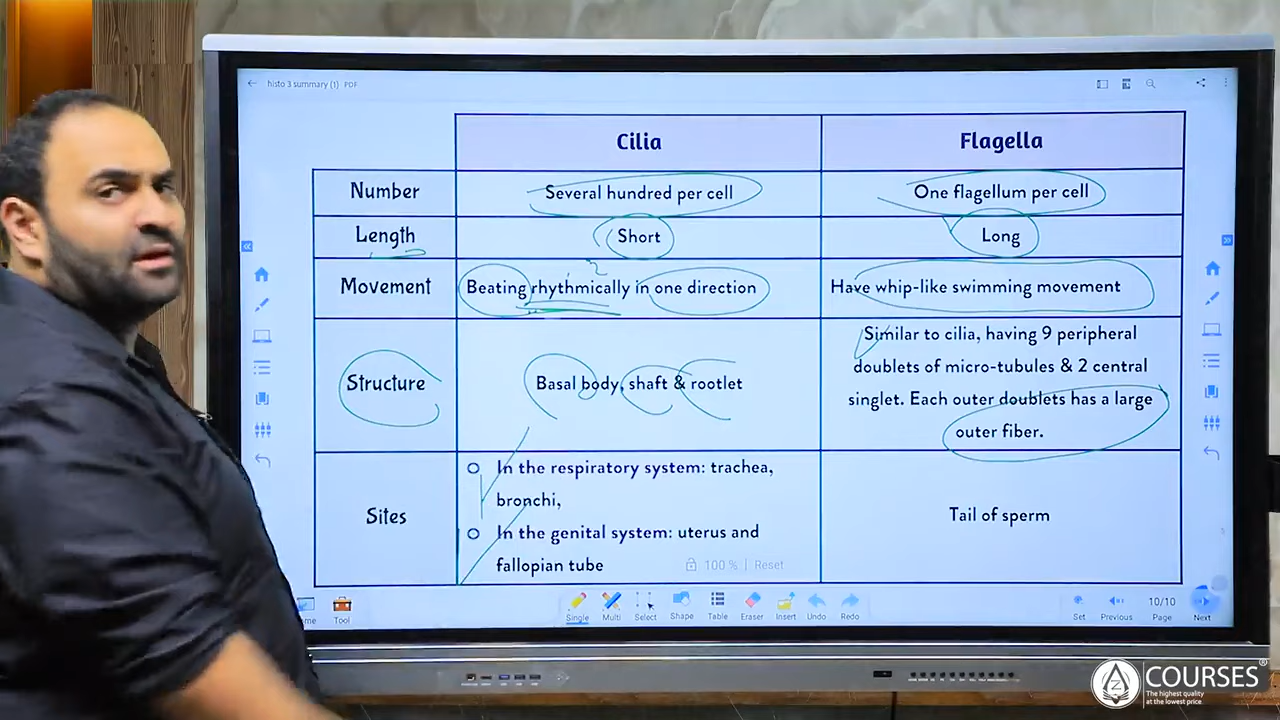 histo 3 summary (1) PDF
Cilia
Flagella
Number
Several hundred per cell
One flagellum per cell
Length
Short
Long
Movement
Beating rhythmically in one direction
Have whip-like swimming movement
Structure
Basal body, shaft & rootlet
Similar to cilia, having 9 peripheral
doublets of micro-tubules & 2 central
singlet. Each outer doublets has a large
outer fiber.
Sites
In the respiratory system: trachea,
bronchi,
In the genital system: uterus and
fallopian tube
Tail of sperm
100 % | Reset
Tool
Single
Multi
Select
Shape
Table
Eraser
Insert
Undo
Redo
Set
Previous
10/10
Page
Next
COURSES®
The highest quality
at the lowest price